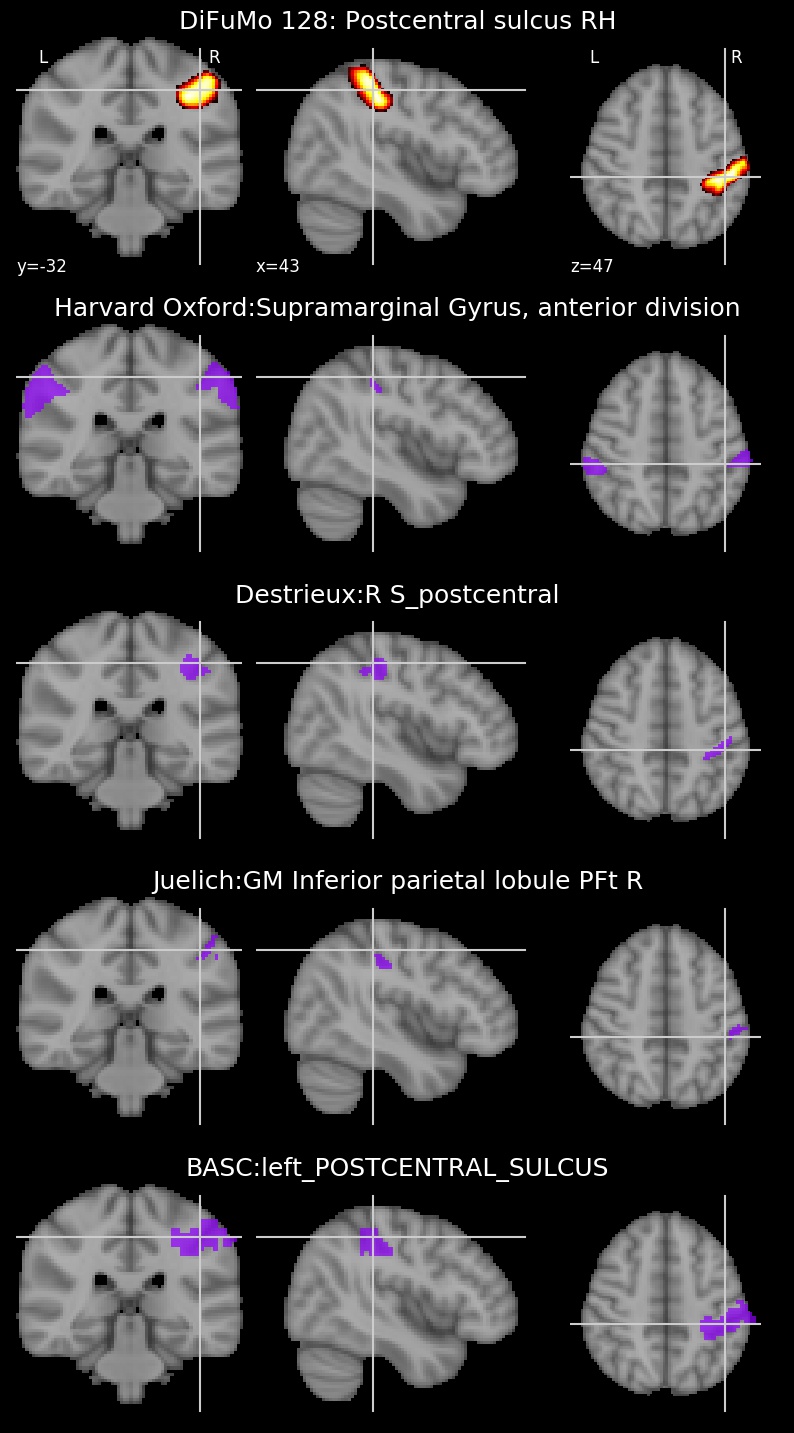 DiFuMo 128: Postcentral sulcus RH
L R L R
y=-32 x=43 z=47
Harvard Oxford:Supramarginal Gyrus, anterior division
Destrieux:R S_postcentral
Juelich:GM Inferior parietal lobule PFt R
BASC:left_POSTCENTRAL_SULCUS